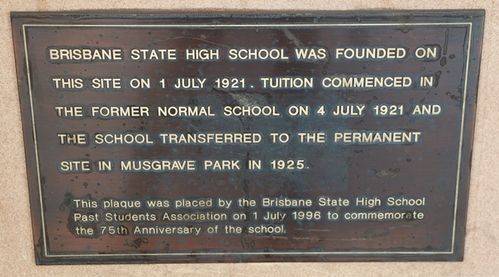 BRISBANE STATE HIGH SCHOOL WAS FOUNDED ON
THIS SITE ON 1 JULY 1921. TUITION COMMENCED IN
THE FORMER NORMAL SCHOOL ON 4 JULY 1921 AND
THE SCHOOL TRANSFERRED TO THE PERMANENT
SITE IN MUSGRAVE PARK IN 1925.
This plaque was placed by the Brisbane State High School
Past Students Association on 1 July 1996 to commemorate
the 75th Anniversary of the school.